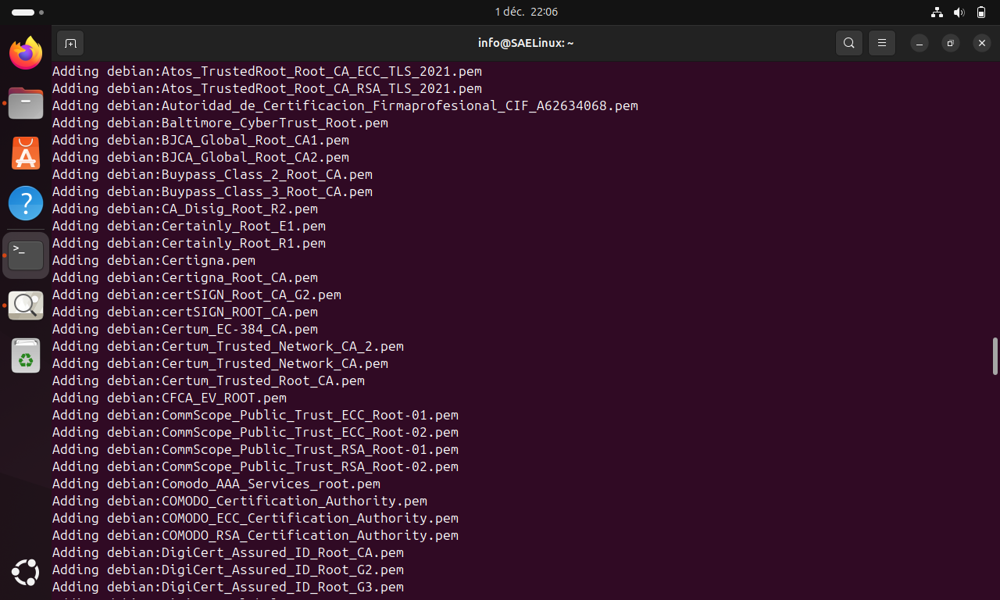 1 déc. 22:06
info@SAELinux: ~
Adding debian:Atos_TrustedRoot_Root_CA_ECC_TLS_2021.pem
Adding debian:Atos_TrustedRoot_Root_CA_RSA_TLS_2021.pem
Adding debian:Autoridad_de_Certificacion_Firmaprofesional_CIF_A62634068.pem
Adding debian:Baltimore_CyberTrust_Root.pem
Adding debian:BJCA_Global_Root_CA1.pem
Adding debian:BJCA_Global_Root_CA2.pem
Adding debian:Buypass_Class_2_Root_CA.pem
Adding debian:Buypass_Class_3_Root_CA.pem
Adding debian:CA_Disig_Root_R2.pem
Adding debian:Certainly_Root_E1.pem
Adding debian:Certainly_Root_R1.pem
Adding debian:Certigna.pem
Adding debian:Certigna_Root_CA.pem
Adding debian:certSIGN_Root_CA_G2.pem
Adding debian:certSIGN_ROOT_CA.pem
Adding debian:Certum_EC-384_CA.pem
Adding debian:Certum_Trusted_Network_CA_2.pem
Adding debian:Certum_Trusted_Network_CA.pem
Adding debian:Certum_Trusted_Root_CA.pem
Adding debian:CFCA_EV_ROOT.pem
Adding debian:CommScope_Public_Trust_ECC_Root-01.pem
Adding debian:CommScope_Public_Trust_ECC_Root-02.pem
Adding debian:CommScope_Public_Trust_RSA_Root-01.pem
Adding debian:CommScope_Public_Trust_RSA_Root-02.pem
Adding debian:Comodo_AAA_Services_root.pem
Adding debian:COMODO_Certification_Authority.pem
Adding debian:COMODO_ECC_Certification_Authority.pem
Adding debian:COMODO_RSA_Certification_Authority.pem
Adding debian:DigiCert_Assured_ID_Root_CA.pem
Adding debian:DigiCert_Assured_ID_Root_G2.pem
Adding debian:DigiCert_Assured_ID_Root_G3.pem